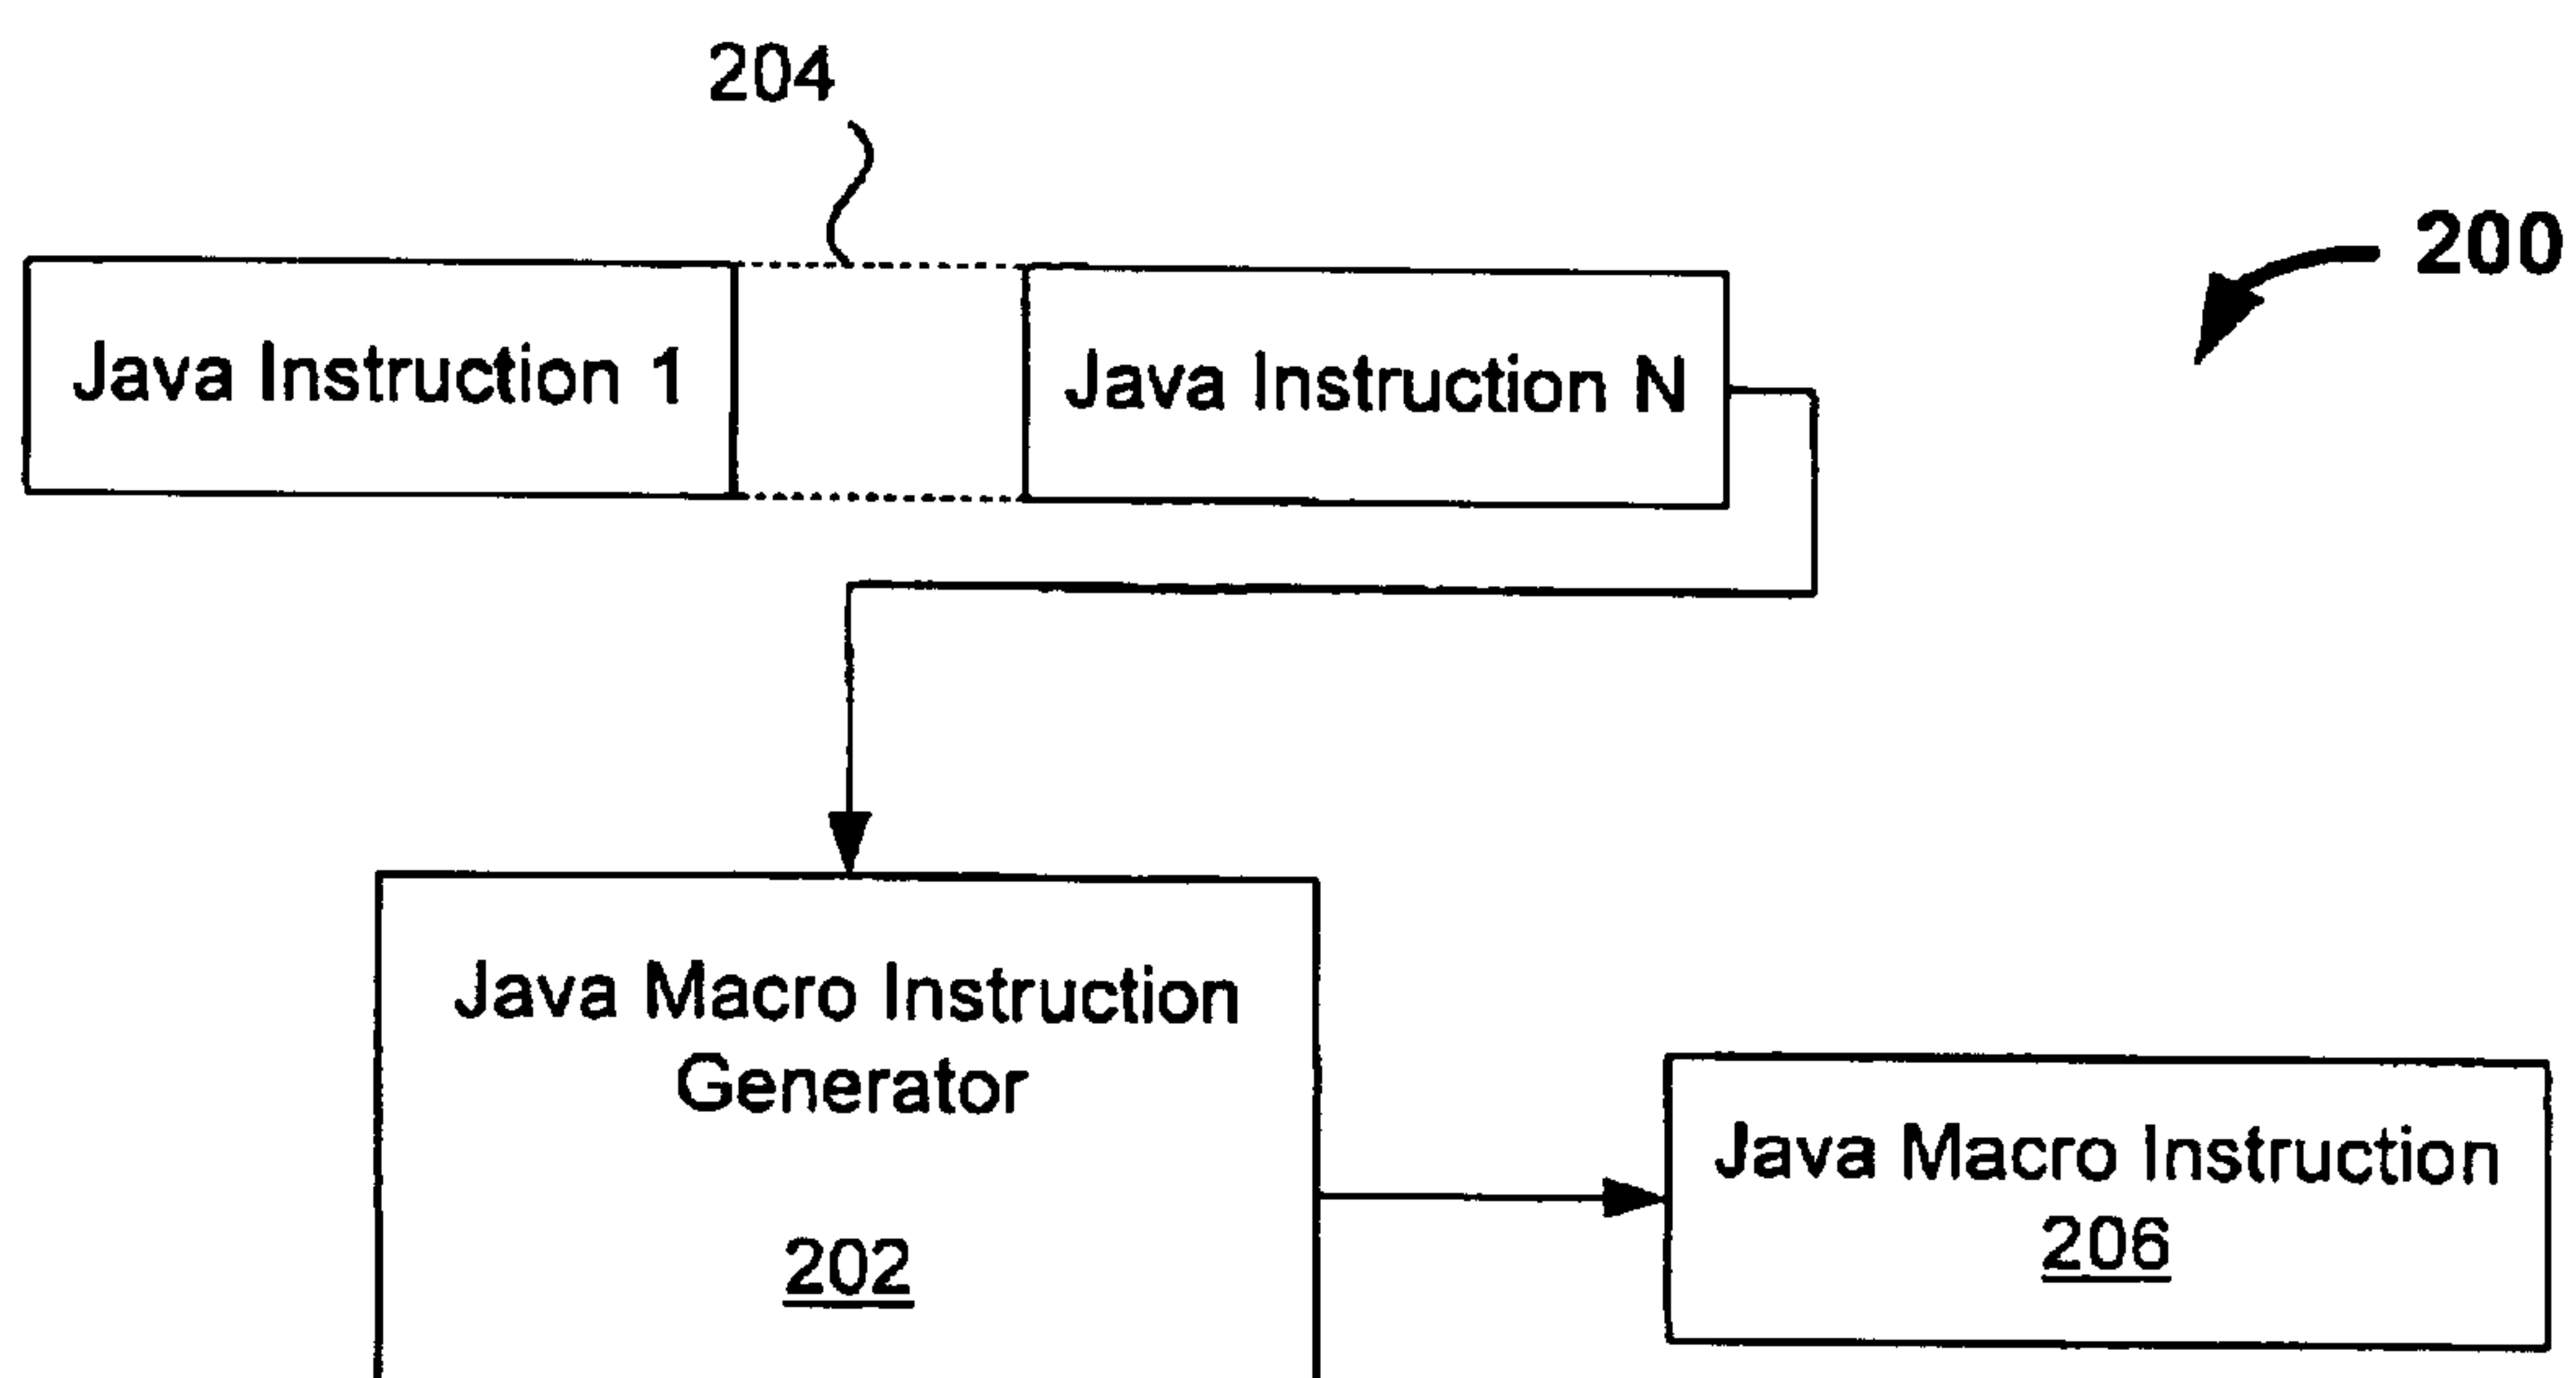 204
200
Java Instruction 1
Java Instruction N
Java Macro Instruction
Generator
202
Java Macro Instruction
206